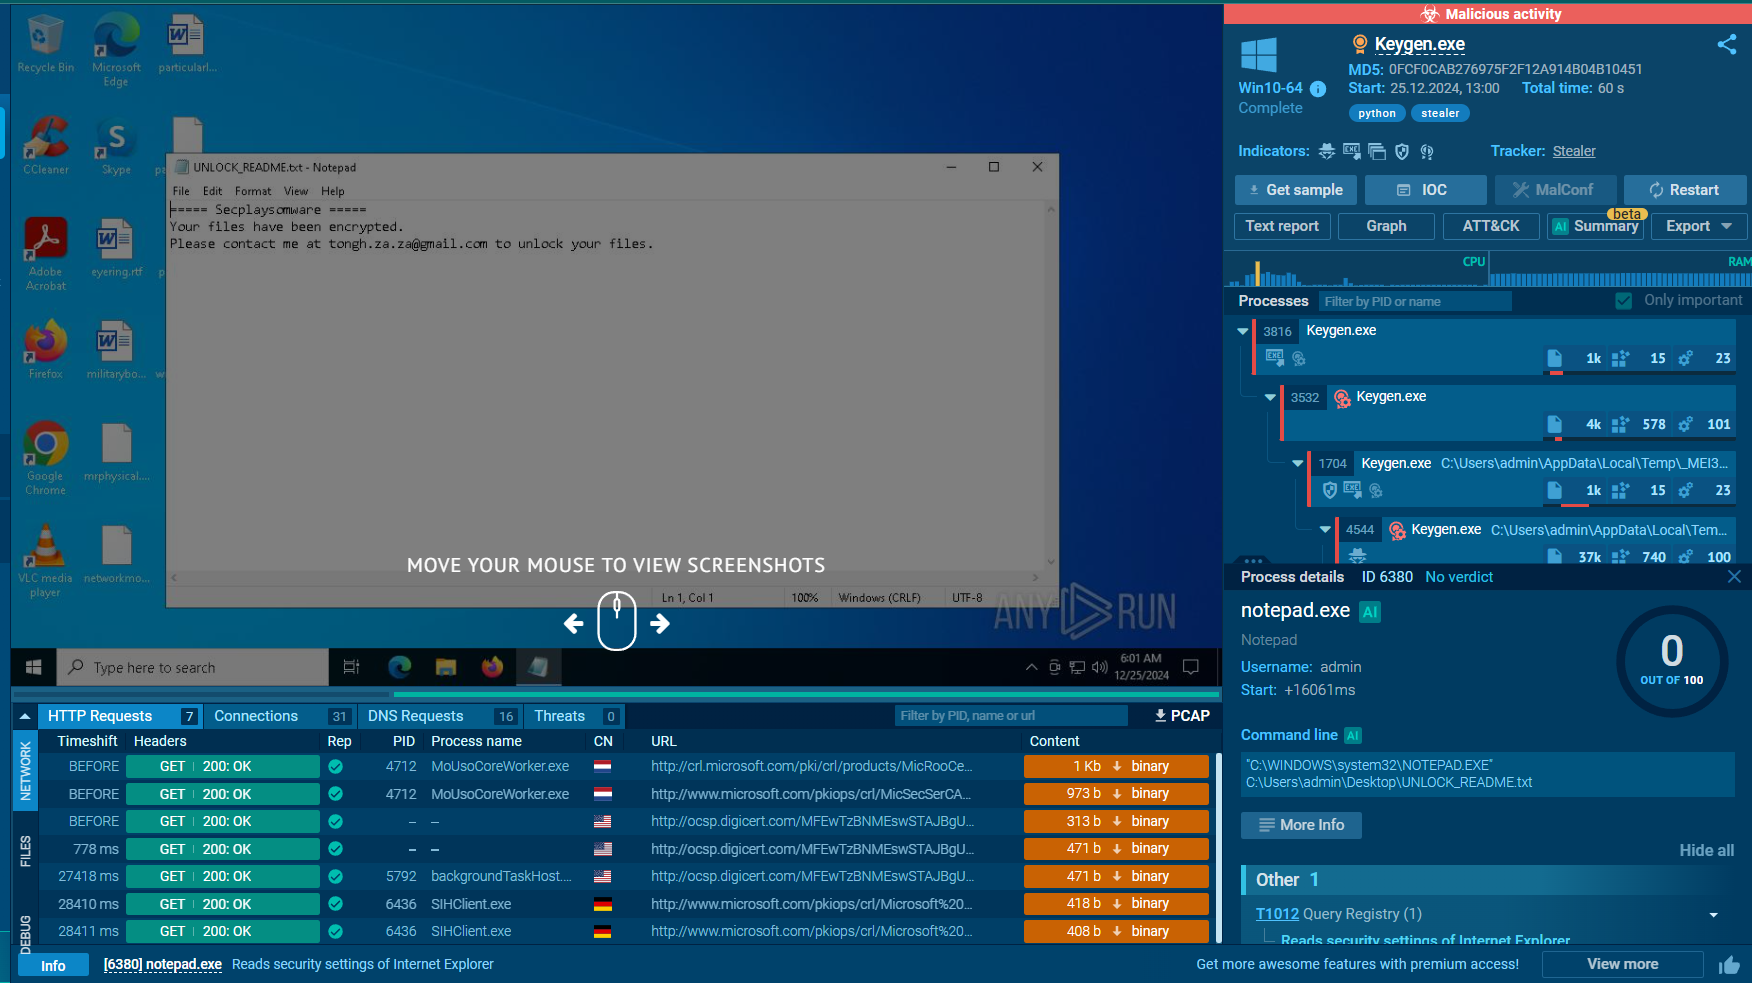 Recycle Bin
Microsoft Edge
particularl...
CCleaner
Skype
Adobe Acrobat
eyering.rtf
Firefox
militarybo...
Google Chrome
mrphysical....
VLC media player
networkmo...
UNLOCK_README.txt - Notepad
File Edit Format View Help
===== Secplaysomware =====
Your files have been encrypted.
Please contact me at tongh.za.za@gmail.com to unlock your files.
Ln 1, Col 1 100% Windows (CRLF) UTF-8
MOVE YOUR MOUSE TO VIEW SCREENSHOTS
ANY RUN
Type here to search
6:01 AM
12/25/2024
HTTP Requests 7 Connections 31 DNS Requests 16 Threats 0 Filter by PID, name or url PCAP
NETWORK
FILES
DEBUG
Timeshift Headers Rep PID Process name CN URL Content
BEFORE GET 200: OK 4712 MoUsoCoreWorker.exe http://crl.microsoft.com/pki/crl/products/MicRooCe... 1 Kb binary
BEFORE GET 200: OK 4712 MoUsoCoreWorker.exe http://www.microsoft.com/pkiops/crl/MicSecSerCA... 973 b binary
BEFORE GET 200: OK – – http://ocsp.digicert.com/MFEwTzBNMEswSTAJBgU... 313 b binary
778 ms GET 200: OK – – http://ocsp.digicert.com/MFEwTzBNMEswSTAJBgU... 471 b binary
27418 ms GET 200: OK 5792 backgroundTaskHost.... http://ocsp.digicert.com/MFEwTzBNMEswSTAJBgU... 471 b binary
28410 ms GET 200: OK 6436 SIHClient.exe http://www.microsoft.com/pkiops/crl/Microsoft%20... 418 b binary
28411 ms GET 200: OK 6436 SIHClient.exe http://www.microsoft.com/pkiops/crl/Microsoft%20... 408 b binary
Info [6380] notepad.exe Reads security settings of Internet Explorer
Get more awesome features with premium access! View more
Malicious activity
Win10-64
Complete
Keygen.exe
MD5: 0FCF0CAB276975F2F12A914B04B10451
Start: 25.12.2024, 13:00 Total time: 60 s
python stealer
Indicators: Tracker: Stealer
Get sample IOC MalConf Restart
Text report Graph ATT&CK AI Summary beta Export
CPU RAM
Processes Filter by PID or name Only important
3816 Keygen.exe
1k 15 23
3532 Keygen.exe
4k 578 101
1704 Keygen.exe C:\Users\admin\AppData\Local\Temp\_MEI3...
1k 15 23
4544 Keygen.exe C:\Users\admin\AppData\Local\Tem...
37k 740 100
Process details ID 6380 No verdict
notepad.exe AI
Notepad
Username: admin
Start: +16061ms
0
OUT OF 100
Command line AI
"C:\WINDOWS\system32\NOTEPAD.EXE"
C:\Users\admin\Desktop\UNLOCK_README.txt
More Info
Hide all
Other 1
T1012 Query Registry (1)
Reads security settings of Internet Explorer